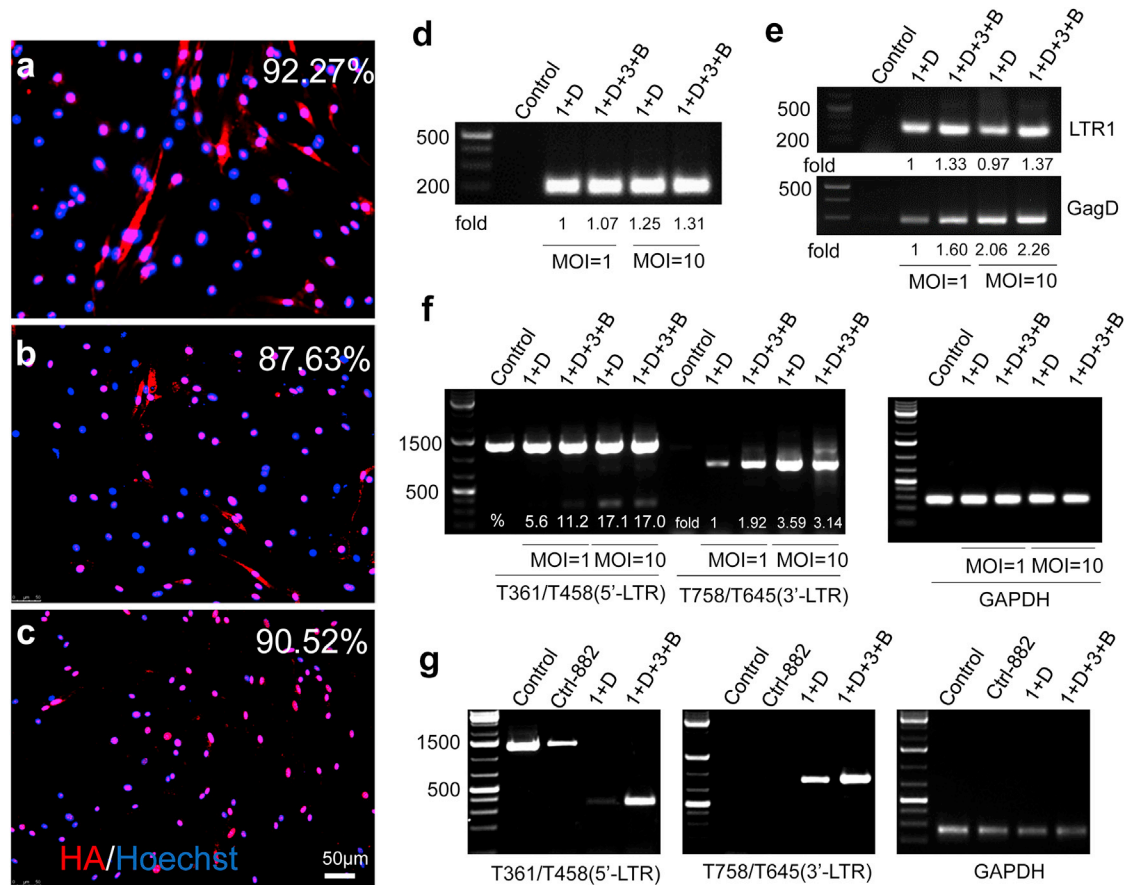 a
92.27%
b
87.63%
c
90.52%
HA/Hoechst
50μm
d
Control
1+D
1+D+3+B
1+D
1+D+3+B
500
200
fold
1 1.07 1.25 1.31
MOI=1 MOI=10
e
Control
1+D
1+D+3+B
1+D
1+D+3+B
500
200
LTR1
fold
1 1.33 0.97 1.37
500
GagD
fold
1 1.60 2.06 2.26
MOI=1 MOI=10
f
Control
1+D
1+D+3+B
1+D
1+D+3+B
Control
1+D
1+D+3+B
1+D
1+D+3+B
1500
500
% 5.6 11.2 17.1 17.0 fold 1 1.92 3.59 3.14
MOI=1 MOI=10 MOI=1 MOI=10
T361/T458(5'-LTR) T758/T645(3'-LTR)
Control
1+D
1+D+3+B
1+D
1+D+3+B
MOI=1 MOI=10
GAPDH
g
Control
Ctrl-882
1+D
1+D+3+B
1500
500
T361/T458(5'-LTR)
Control
Ctrl-882
1+D
1+D+3+B
T758/T645(3'-LTR)
Control
Ctrl-882
1+D
1+D+3+B
GAPDH